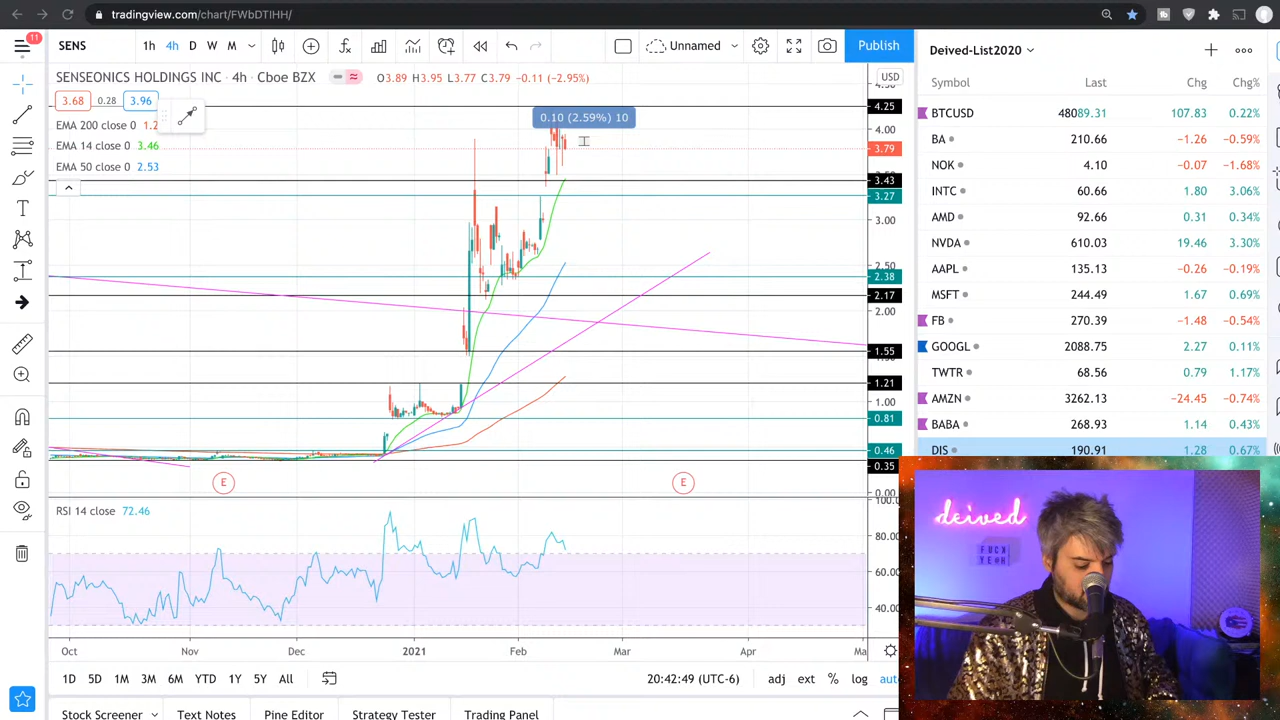 tradingview.com/chart/FWbDTIHH/
11
SENS
1h 4h D W M
Unnamed
Publish
SENSEONICS HOLDINGS INC · 4h · Cboe BZX
O3.89 H3.95 L3.77 C3.79 −0.11 (−2.95%)
USD
3.68 0.28 3.96
EMA 200 close 0
EMA 14 close 0 3.46
EMA 50 close 0 2.53
0.10 (2.59%) 10
4.25
4.00
3.79
3.43
3.27
3.00
2.50
2.38
2.17
2.00
1.55
1.21
1.00
0.81
0.46
0.35
0.00
E
E
RSI 14 close 72.46
80.00
60.00
40.00
Oct Nov Dec 2021 Feb Mar Apr
1D 5D 1M 3M 6M YTD 1Y 5Y All
20:42:49 (UTC-6)
adj ext % log
Stock Screener Text Notes Pine Editor Strategy Tester Trading Panel
Deived-List2020
Symbol Last Chg Chg%
BTCUSD 48089.31 107.83 0.22%
BA 210.66 −1.26 −0.59%
NOK 4.10 −0.07 −1.68%
INTC 60.66 1.80 3.06%
AMD 92.66 0.31 0.34%
NVDA 610.03 19.46 3.30%
AAPL 135.13 −0.26 −0.19%
MSFT 244.49 1.67 0.69%
FB 270.39 −1.48 −0.54%
GOOGL 2088.75 2.27 0.11%
TWTR 68.56 0.79 1.17%
AMZN 3262.13 −24.45 −0.74%
BABA 268.93 1.14 0.43%
DIS 190.91 1.28 0.67%
deived
FUCK
YEAH